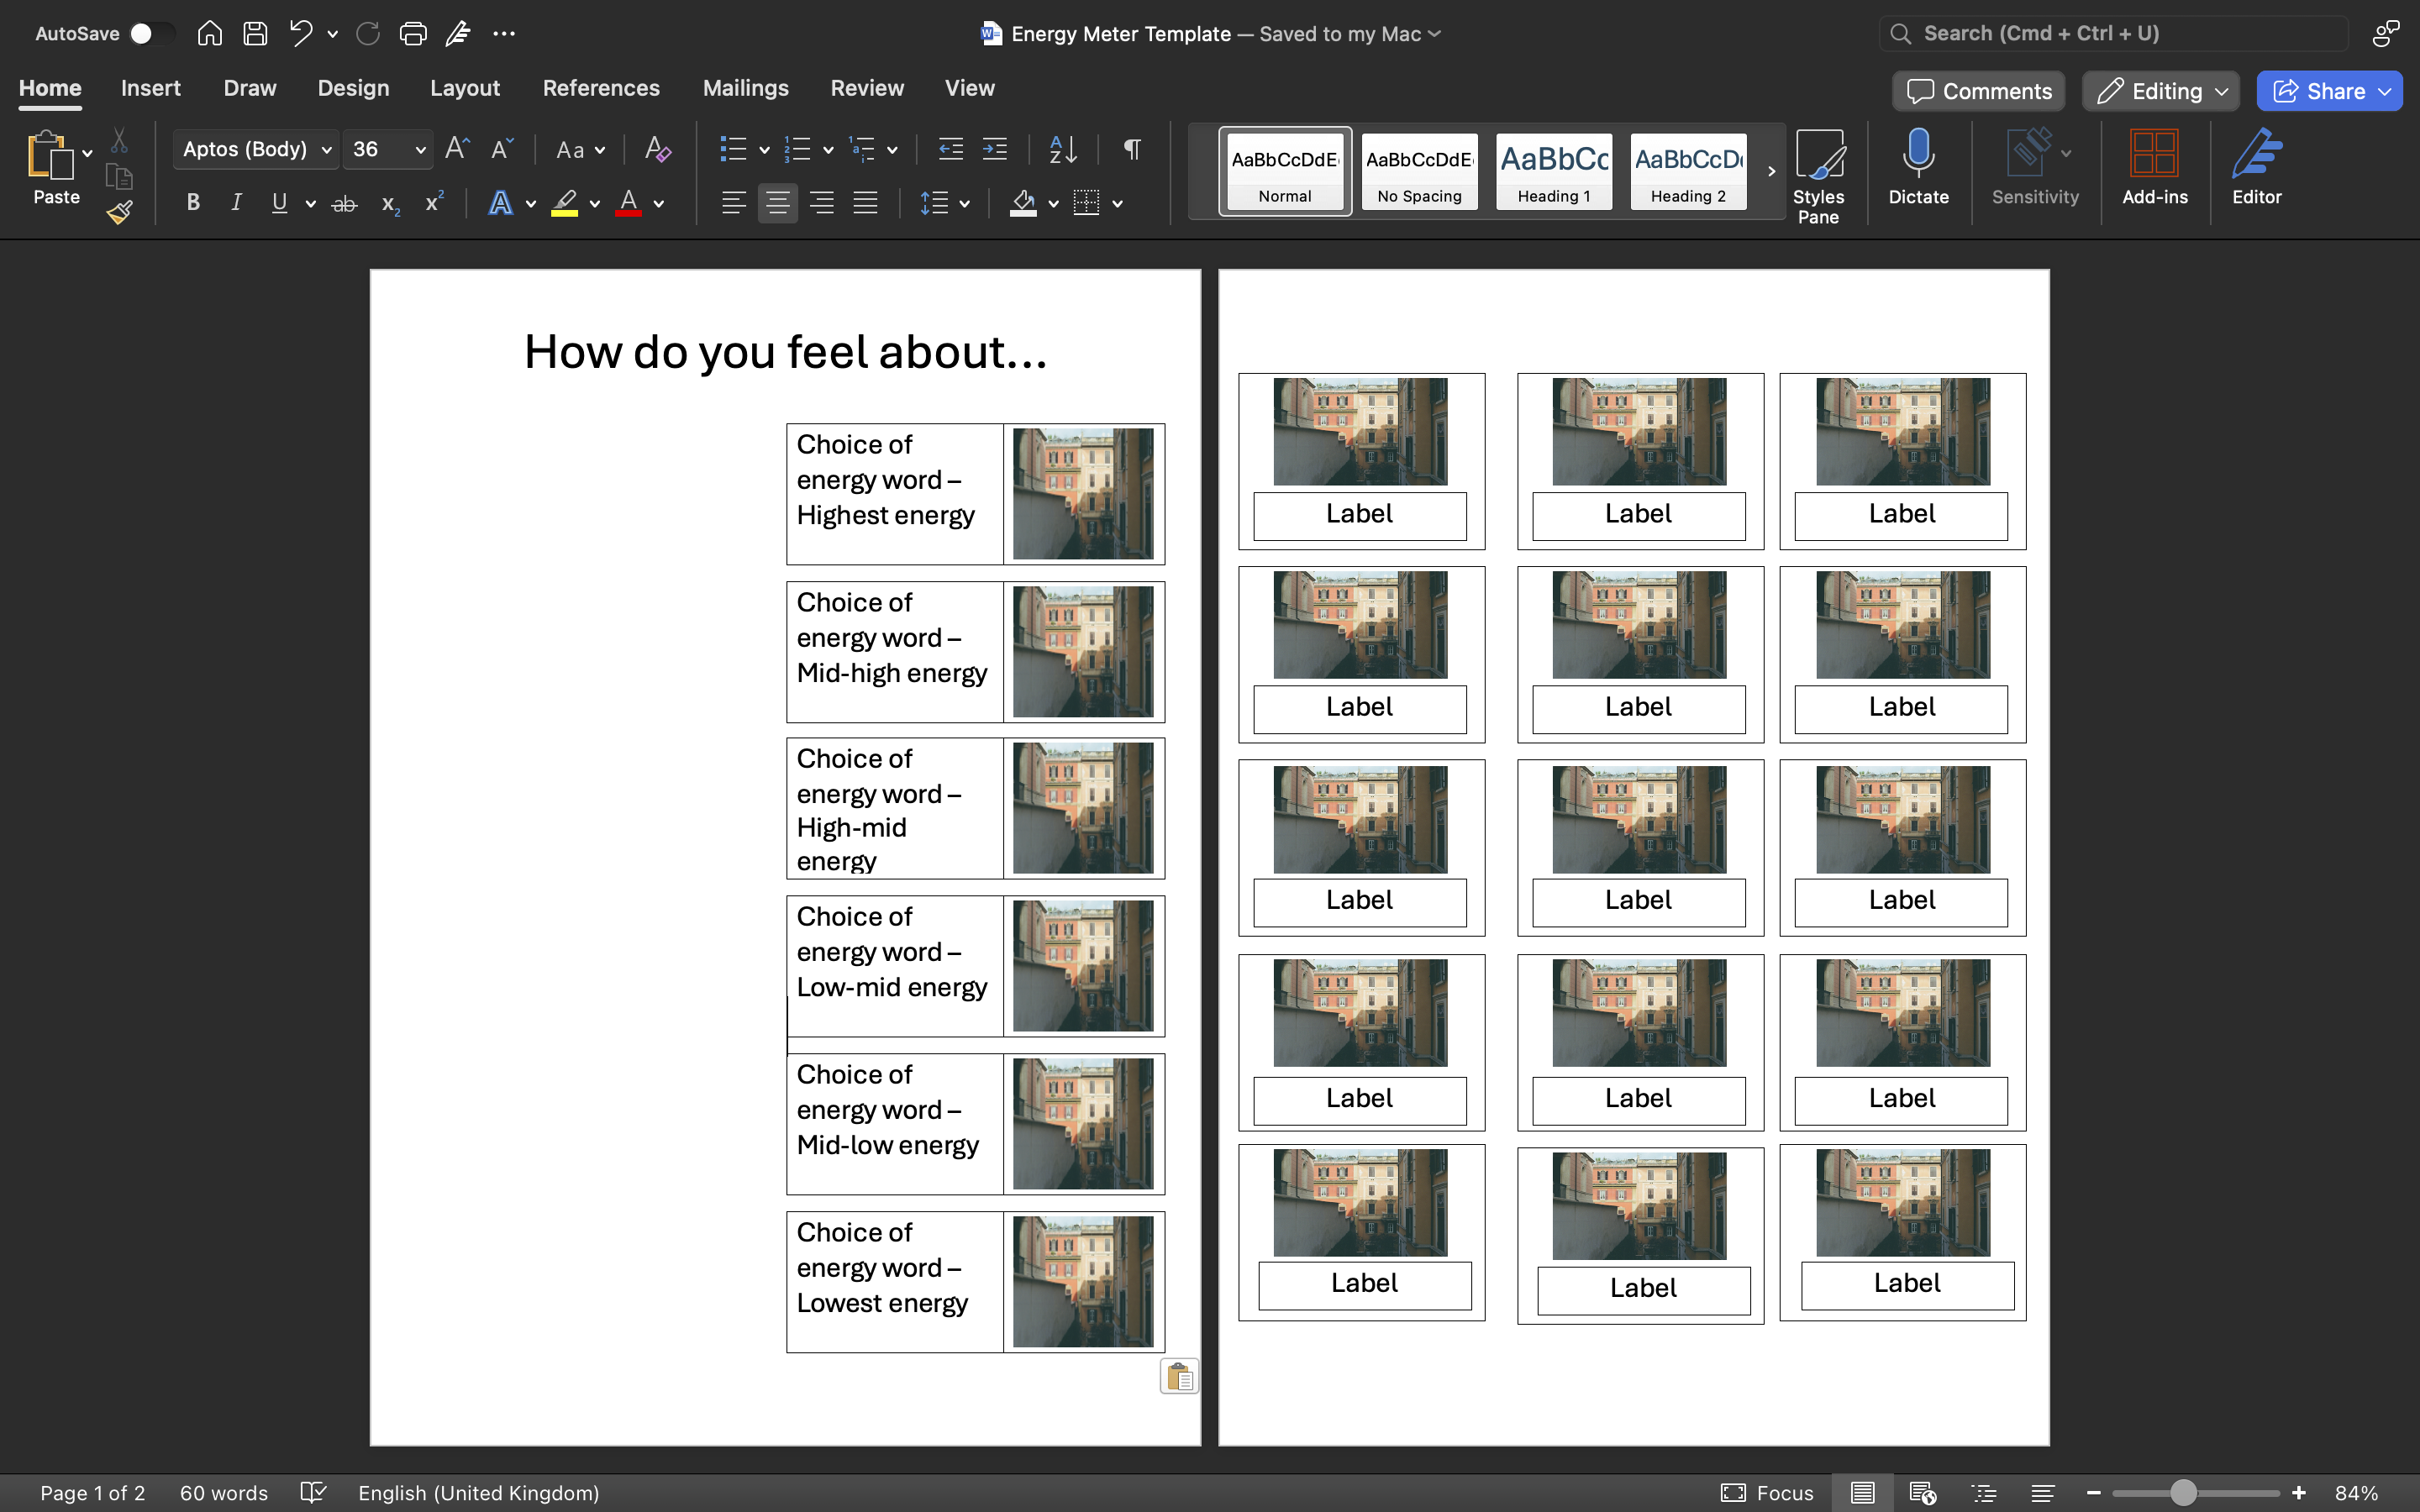 AutoSave
Energy Meter Template — Saved to my Mac
Search (Cmd + Ctrl + U)
Home Insert Draw Design Layout References Mailings Review View
Comments Editing Share
Paste
Aptos (Body) 36
AaBbCcDdE AaBbCcDdE AaBbCc AaBbCcD
Normal No Spacing Heading 1 Heading 2
Styles
Pane
Dictate
Sensitivity
Add-ins
Editor
How do you feel about...
Choice of
energy word –
Highest energy
Choice of
energy word –
Mid-high energy
Choice of
energy word –
High-mid
energy
Choice of
energy word –
Low-mid energy
Choice of
energy word –
Mid-low energy
Choice of
energy word –
Lowest energy
Label Label Label
Label Label Label
Label Label Label
Label Label Label
Label Label Label
Page 1 of 2 60 words English (United Kingdom)
Focus 84%